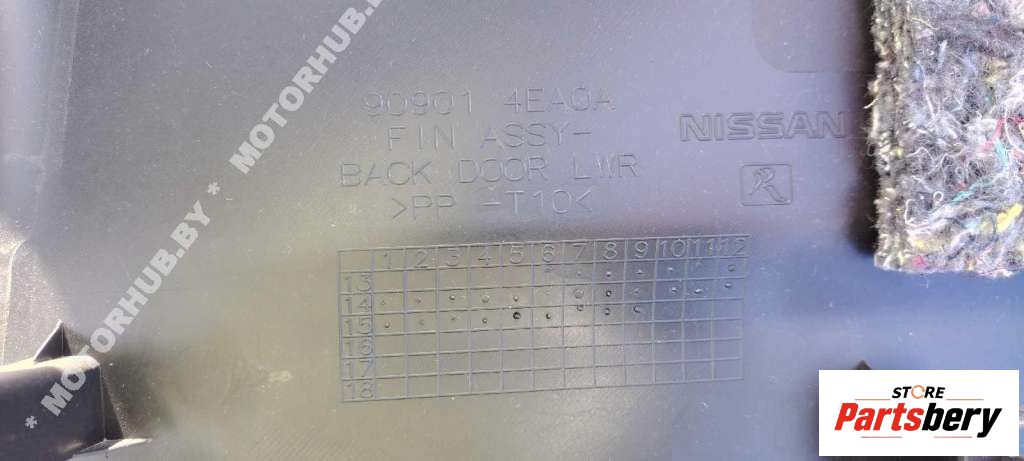 * MOTORHUB.BY * MOTORHUB.BY
90901 4EA0A
FIN ASSY-
BACK DOOR LWR
>PP -T10<
NISSAN
R
1 2 3 4 5 6 7 8 9 10 11 12
13
14
15
16
17
18
STORE
Partsbery